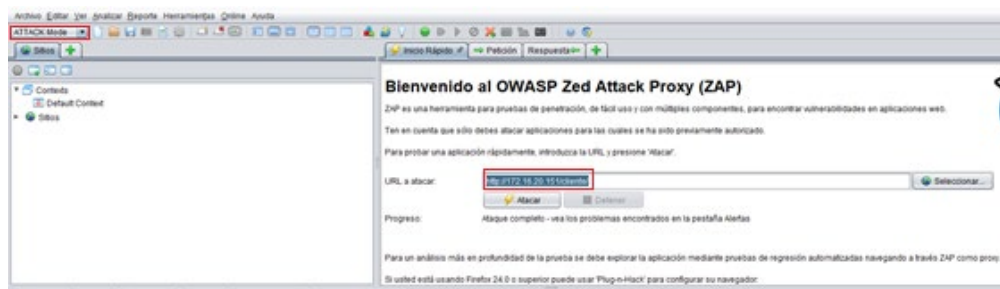 Archivo Editar Ver Analizar Reporte Herramientas Online Ayuda
ATTACK Mode
Sitios
Inicio Rápido
Petición
Respuesta
Contexts
Default Context
Sitios
Bienvenido al OWASP Zed Attack Proxy (ZAP)
ZAP es una herramienta para pruebas de penetración, de fácil uso y con múltiples componentes, para encontrar vulnerabilidades en aplicaciones web.
Ten en cuenta que sólo debes atacar aplicaciones para las cuales se ha sido previamente autorizado.
Para probar una aplicación rápidamente, introduzca la URL y presione 'Atacar'.
URL a atacar:
http://172.16.20.151/cliente/
Seleccionar...
Atacar
Detener
Progreso:
Ataque completo - vea los problemas encontrados en la pestaña Alertas
Para un análisis más en profundidad de la prueba se debe explorar la aplicación mediante pruebas de regresión automatizadas navegando a través ZAP como proxy
Si usted está usando Firefox 24.0 o superior puede usar 'Plug-n-Hack' para configurar su navegador: